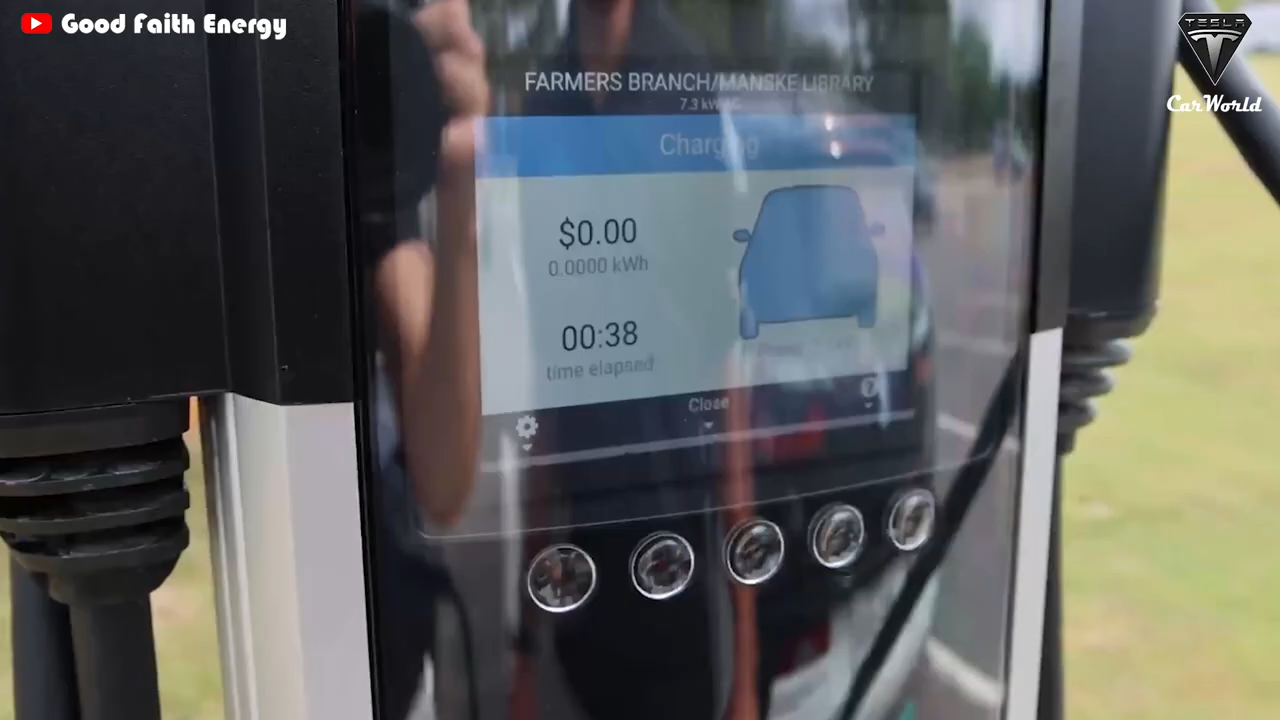 Good Faith Energy
TESLA
CarWorld
FARMERS BRANCH/MANSKE LIBRARY
7.3 kW AC
Charging
$0.00
0.0000 kWh
00:38
time elapsed
Close